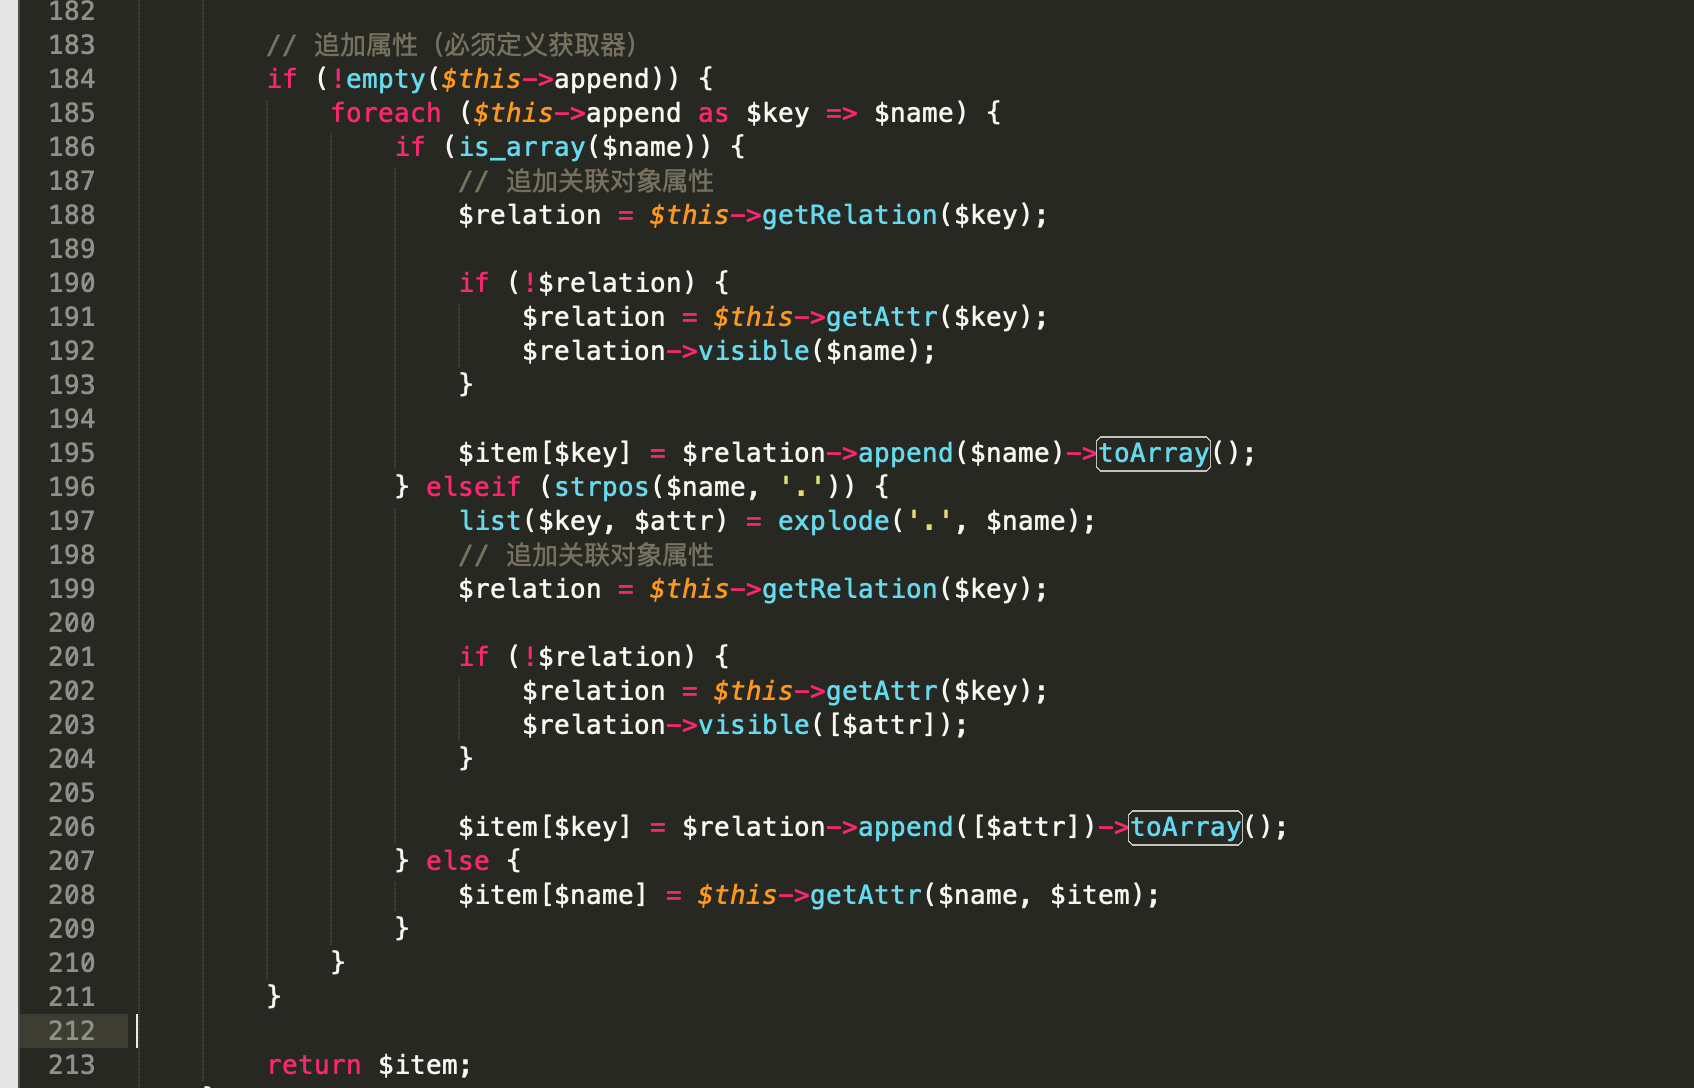 182
183 // 追加属性（必须定义获取器）
184 if (!empty($this->append)) {
185 foreach ($this->append as $key => $name) {
186 if (is_array($name)) {
187 // 追加关联对象属性
188 $relation = $this->getRelation($key);
189
190 if (!$relation) {
191 $relation = $this->getAttr($key);
192 $relation->visible($name);
193 }
194
195 $item[$key] = $relation->append($name)->toArray();
196 } elseif (strpos($name, '.')) {
197 list($key, $attr) = explode('.', $name);
198 // 追加关联对象属性
199 $relation = $this->getRelation($key);
200
201 if (!$relation) {
202 $relation = $this->getAttr($key);
203 $relation->visible([$attr]);
204 }
205
206 $item[$key] = $relation->append([$attr])->toArray();
207 } else {
208 $item[$name] = $this->getAttr($name, $item);
209 }
210 }
211 }
212
213 return $item;